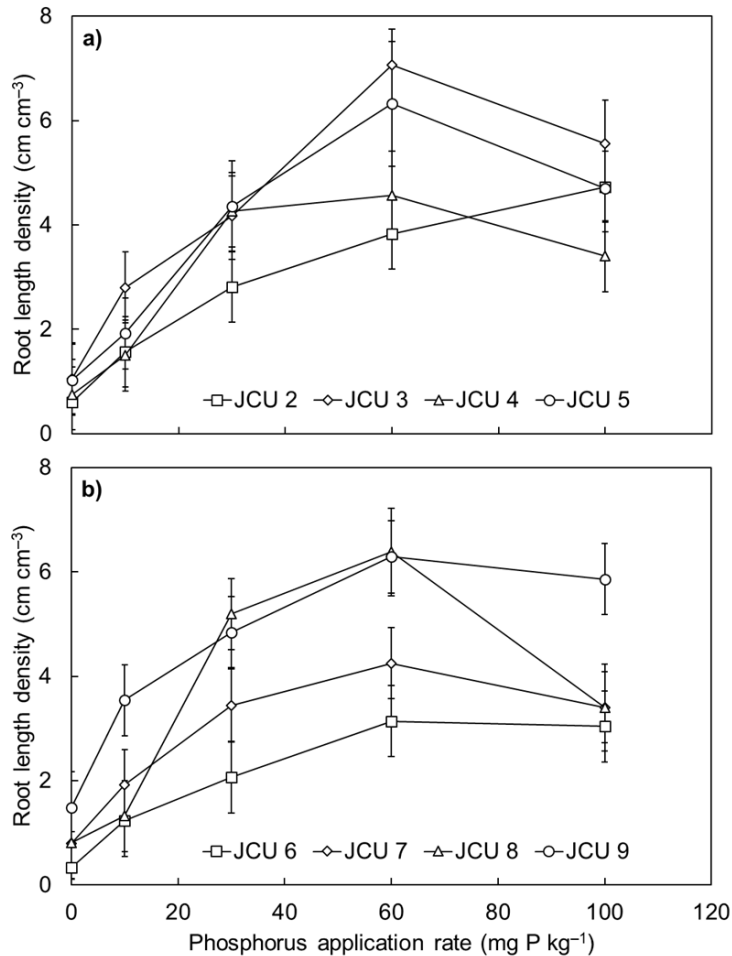 a)
Root length density (cm cm⁻³)
8
6
4
2
0
JCU 2 JCU 3 JCU 4 JCU 5
b)
Root length density (cm cm⁻³)
8
6
4
2
0
JCU 6 JCU 7 JCU 8 JCU 9
0 20 40 60 80 100 120
Phosphorus application rate (mg P kg⁻¹)